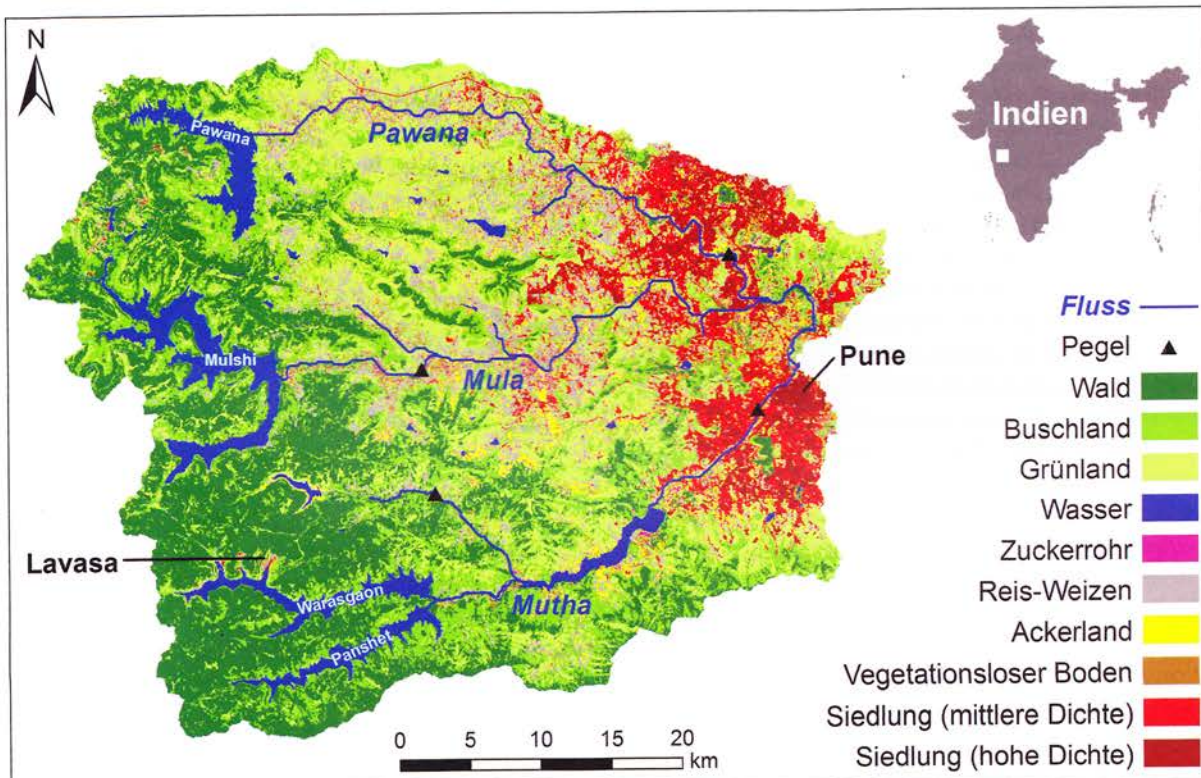 N
Pawana
Pawana
Mulshi
Mula
Pune
Lavasa
Warasgaon
Mutha
Panshet
0 5 10 15 20
km
Indien
Fluss
Pegel
Wald
Buschland
Grünland
Wasser
Zuckerrohr
Reis-Weizen
Ackerland
Vegetationsloser Boden
Siedlung (mittlere Dichte)
Siedlung (hohe Dichte)